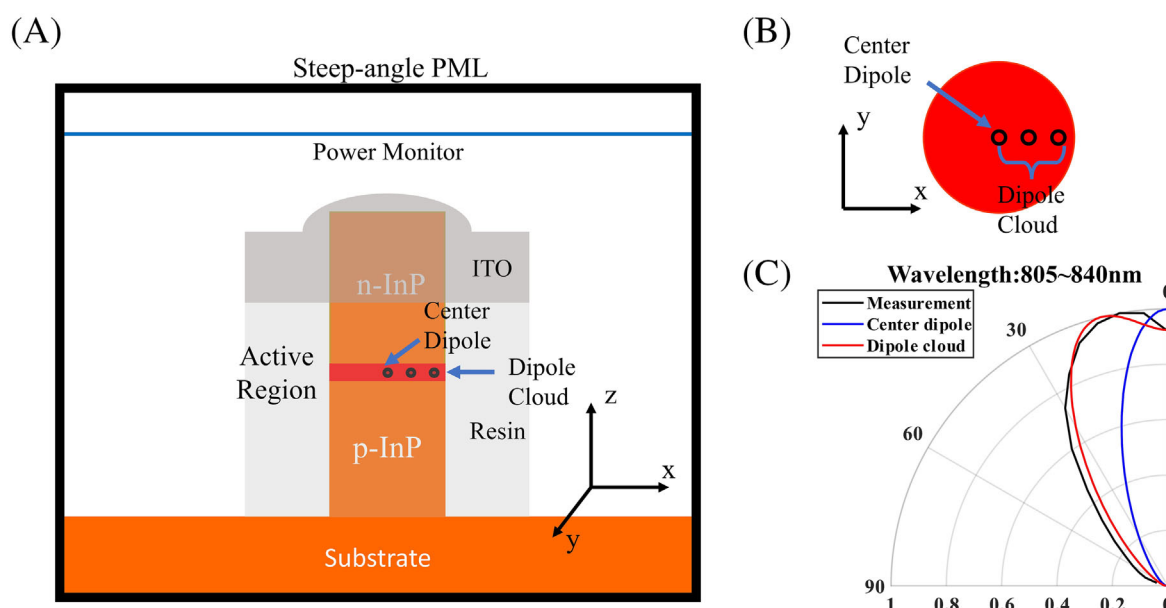 (A)
Steep-angle PML
Power Monitor
ITO
n-InP
Center
Dipole
Active
Region
Dipole
Cloud
Resin
p-InP
z
x
y
Substrate
(B)
Center
Dipole
y
x
Dipole
Cloud
(C)
Wavelength:805~840nm
Measurement
Center dipole
Dipole cloud
30
60
90
1
0.8
0.6
0.4
0.2